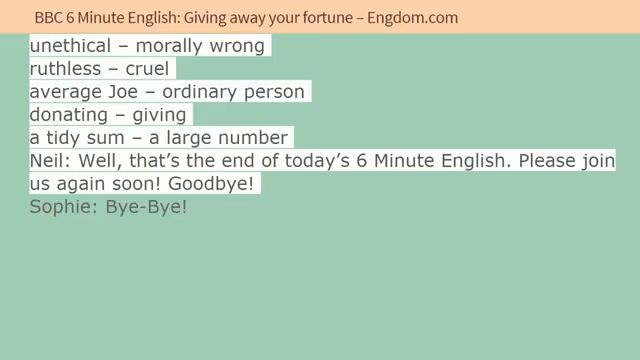 BBC 6 Minute English: Giving away your fortune – Engdom.com
unethical – morally wrong
ruthless – cruel
average Joe – ordinary person
donating – giving
a tidy sum – a large number
Neil: Well, that’s the end of today’s 6 Minute English. Please join
us again soon! Goodbye!
Sophie: Bye-Bye!